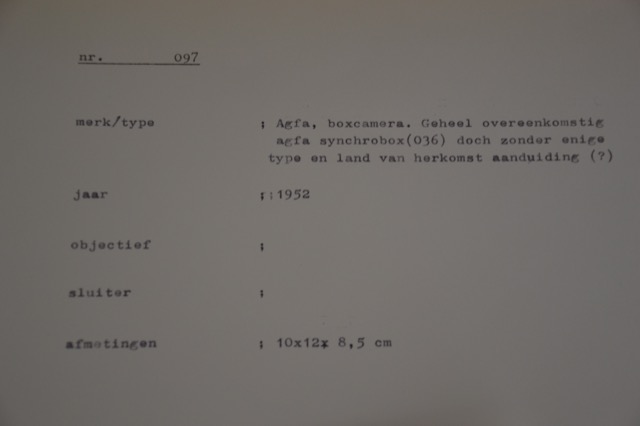 nr. 097
merk/type ; Agfa, boxcamera. Geheel overeenkomstig
agfa synchrobox(036) doch zonder enige
type en land van herkomst aanduiding (?)
jaar ;:1952
objectief ;
sluiter ;
afmetingen ; 10x12x 8,5 cm